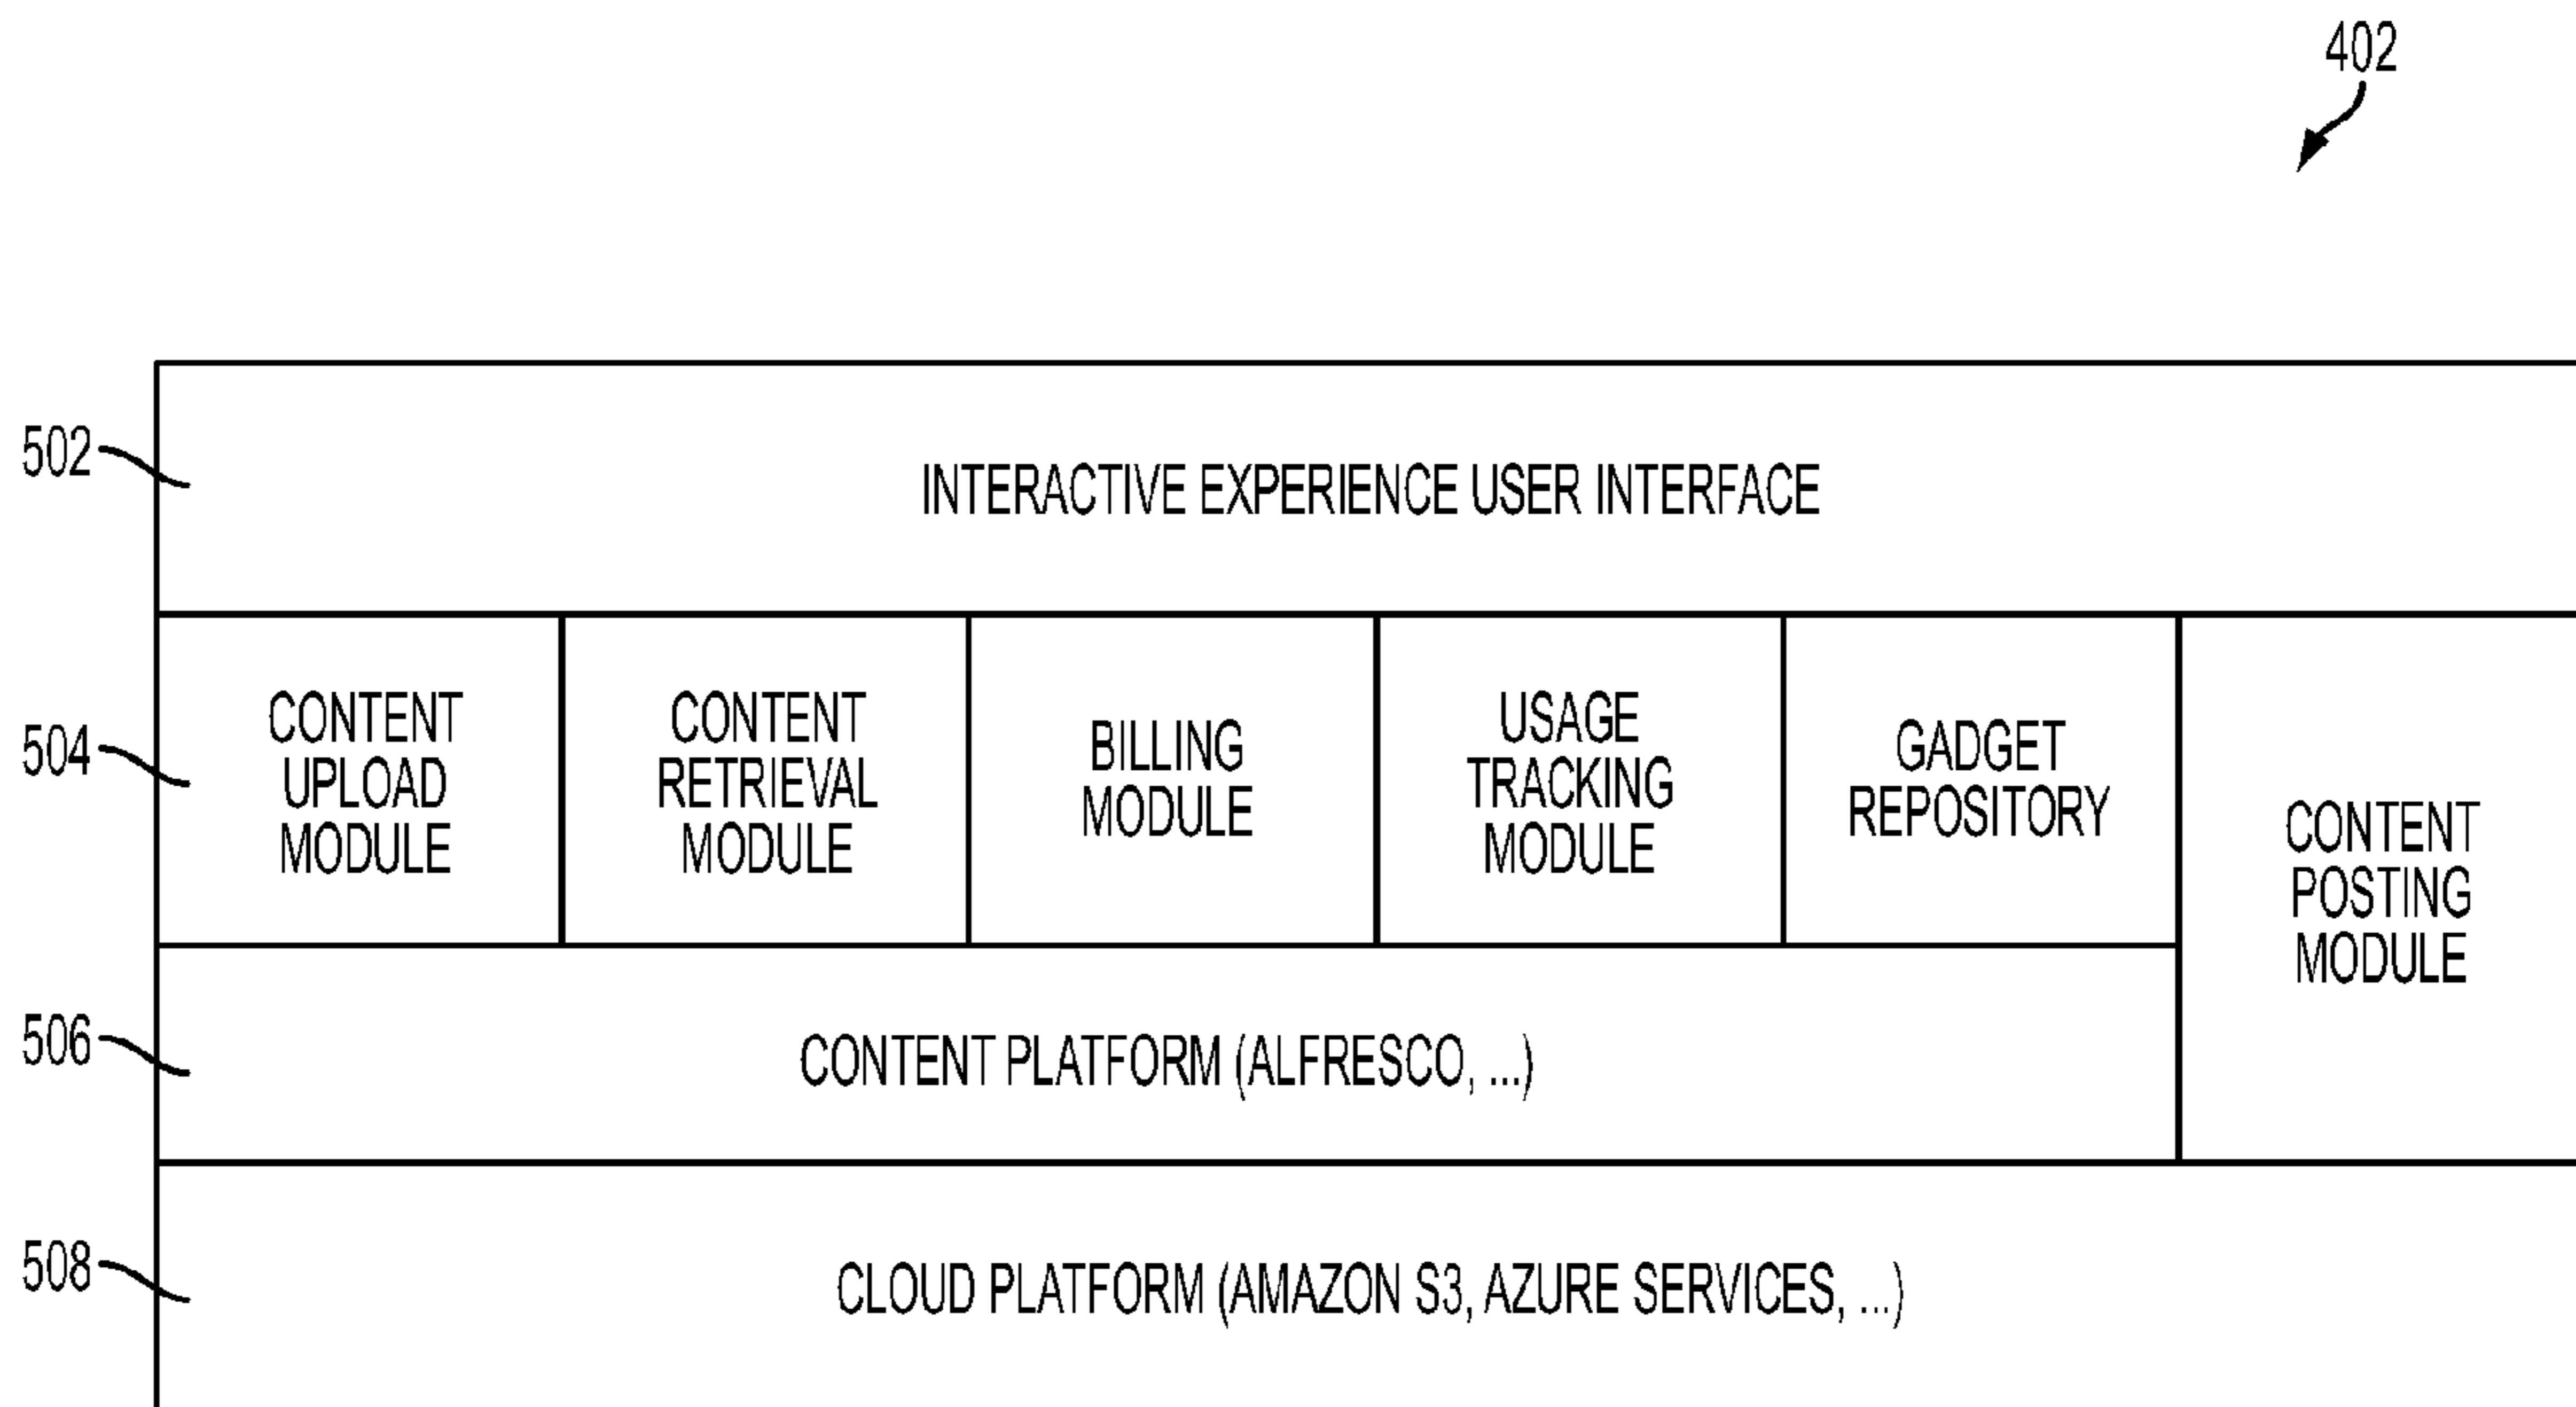 402
502
INTERACTIVE EXPERIENCE USER INTERFACE
504
CONTENT
UPLOAD
MODULE
CONTENT
RETRIEVAL
MODULE
BILLING
MODULE
USAGE
TRACKING
MODULE
GADGET
REPOSITORY
CONTENT
POSTING
MODULE
506
CONTENT PLATFORM (ALFRESCO, ...)
508
CLOUD PLATFORM (AMAZON S3, AZURE SERVICES, ...)